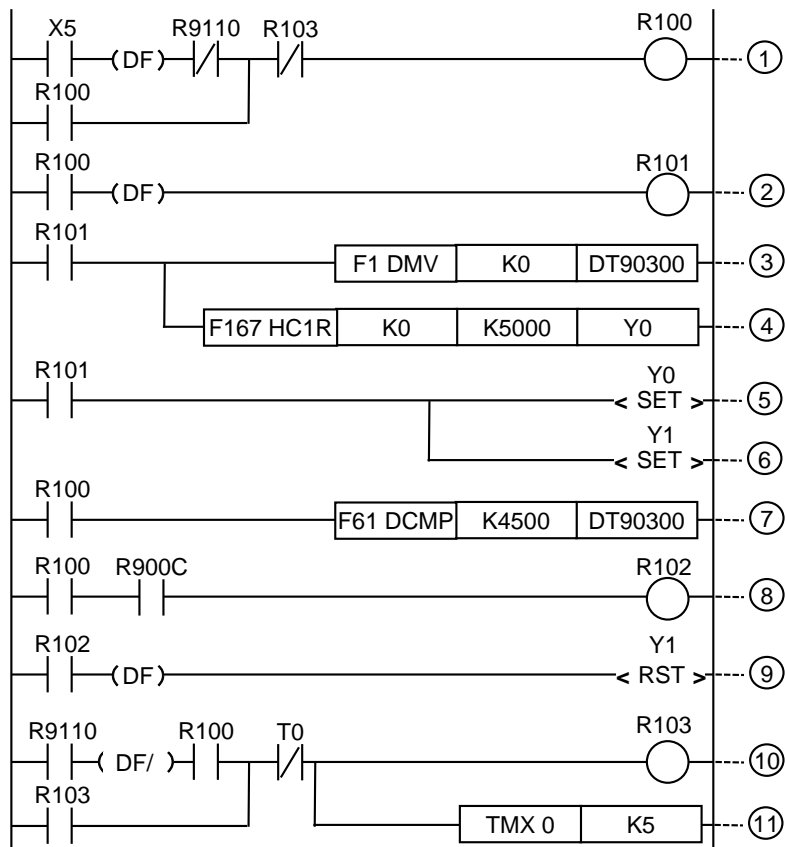 X5 R9110 R103 R100
(DF) ①
R100
R100 R101
(DF) ②
R101
F1 DMV K0 DT90300 ③
F167 HC1R K0 K5000 Y0 ④
R101 Y0
< SET > ⑤
Y1
< SET > ⑥
R100
F61 DCMP K4500 DT90300 ⑦
R100 R900C R102
⑧
R102 Y1
(DF) < RST > ⑨
R9110 R100 T0 R103
( DF/ ) ⑩
R103
TMX 0 K5 ⑪